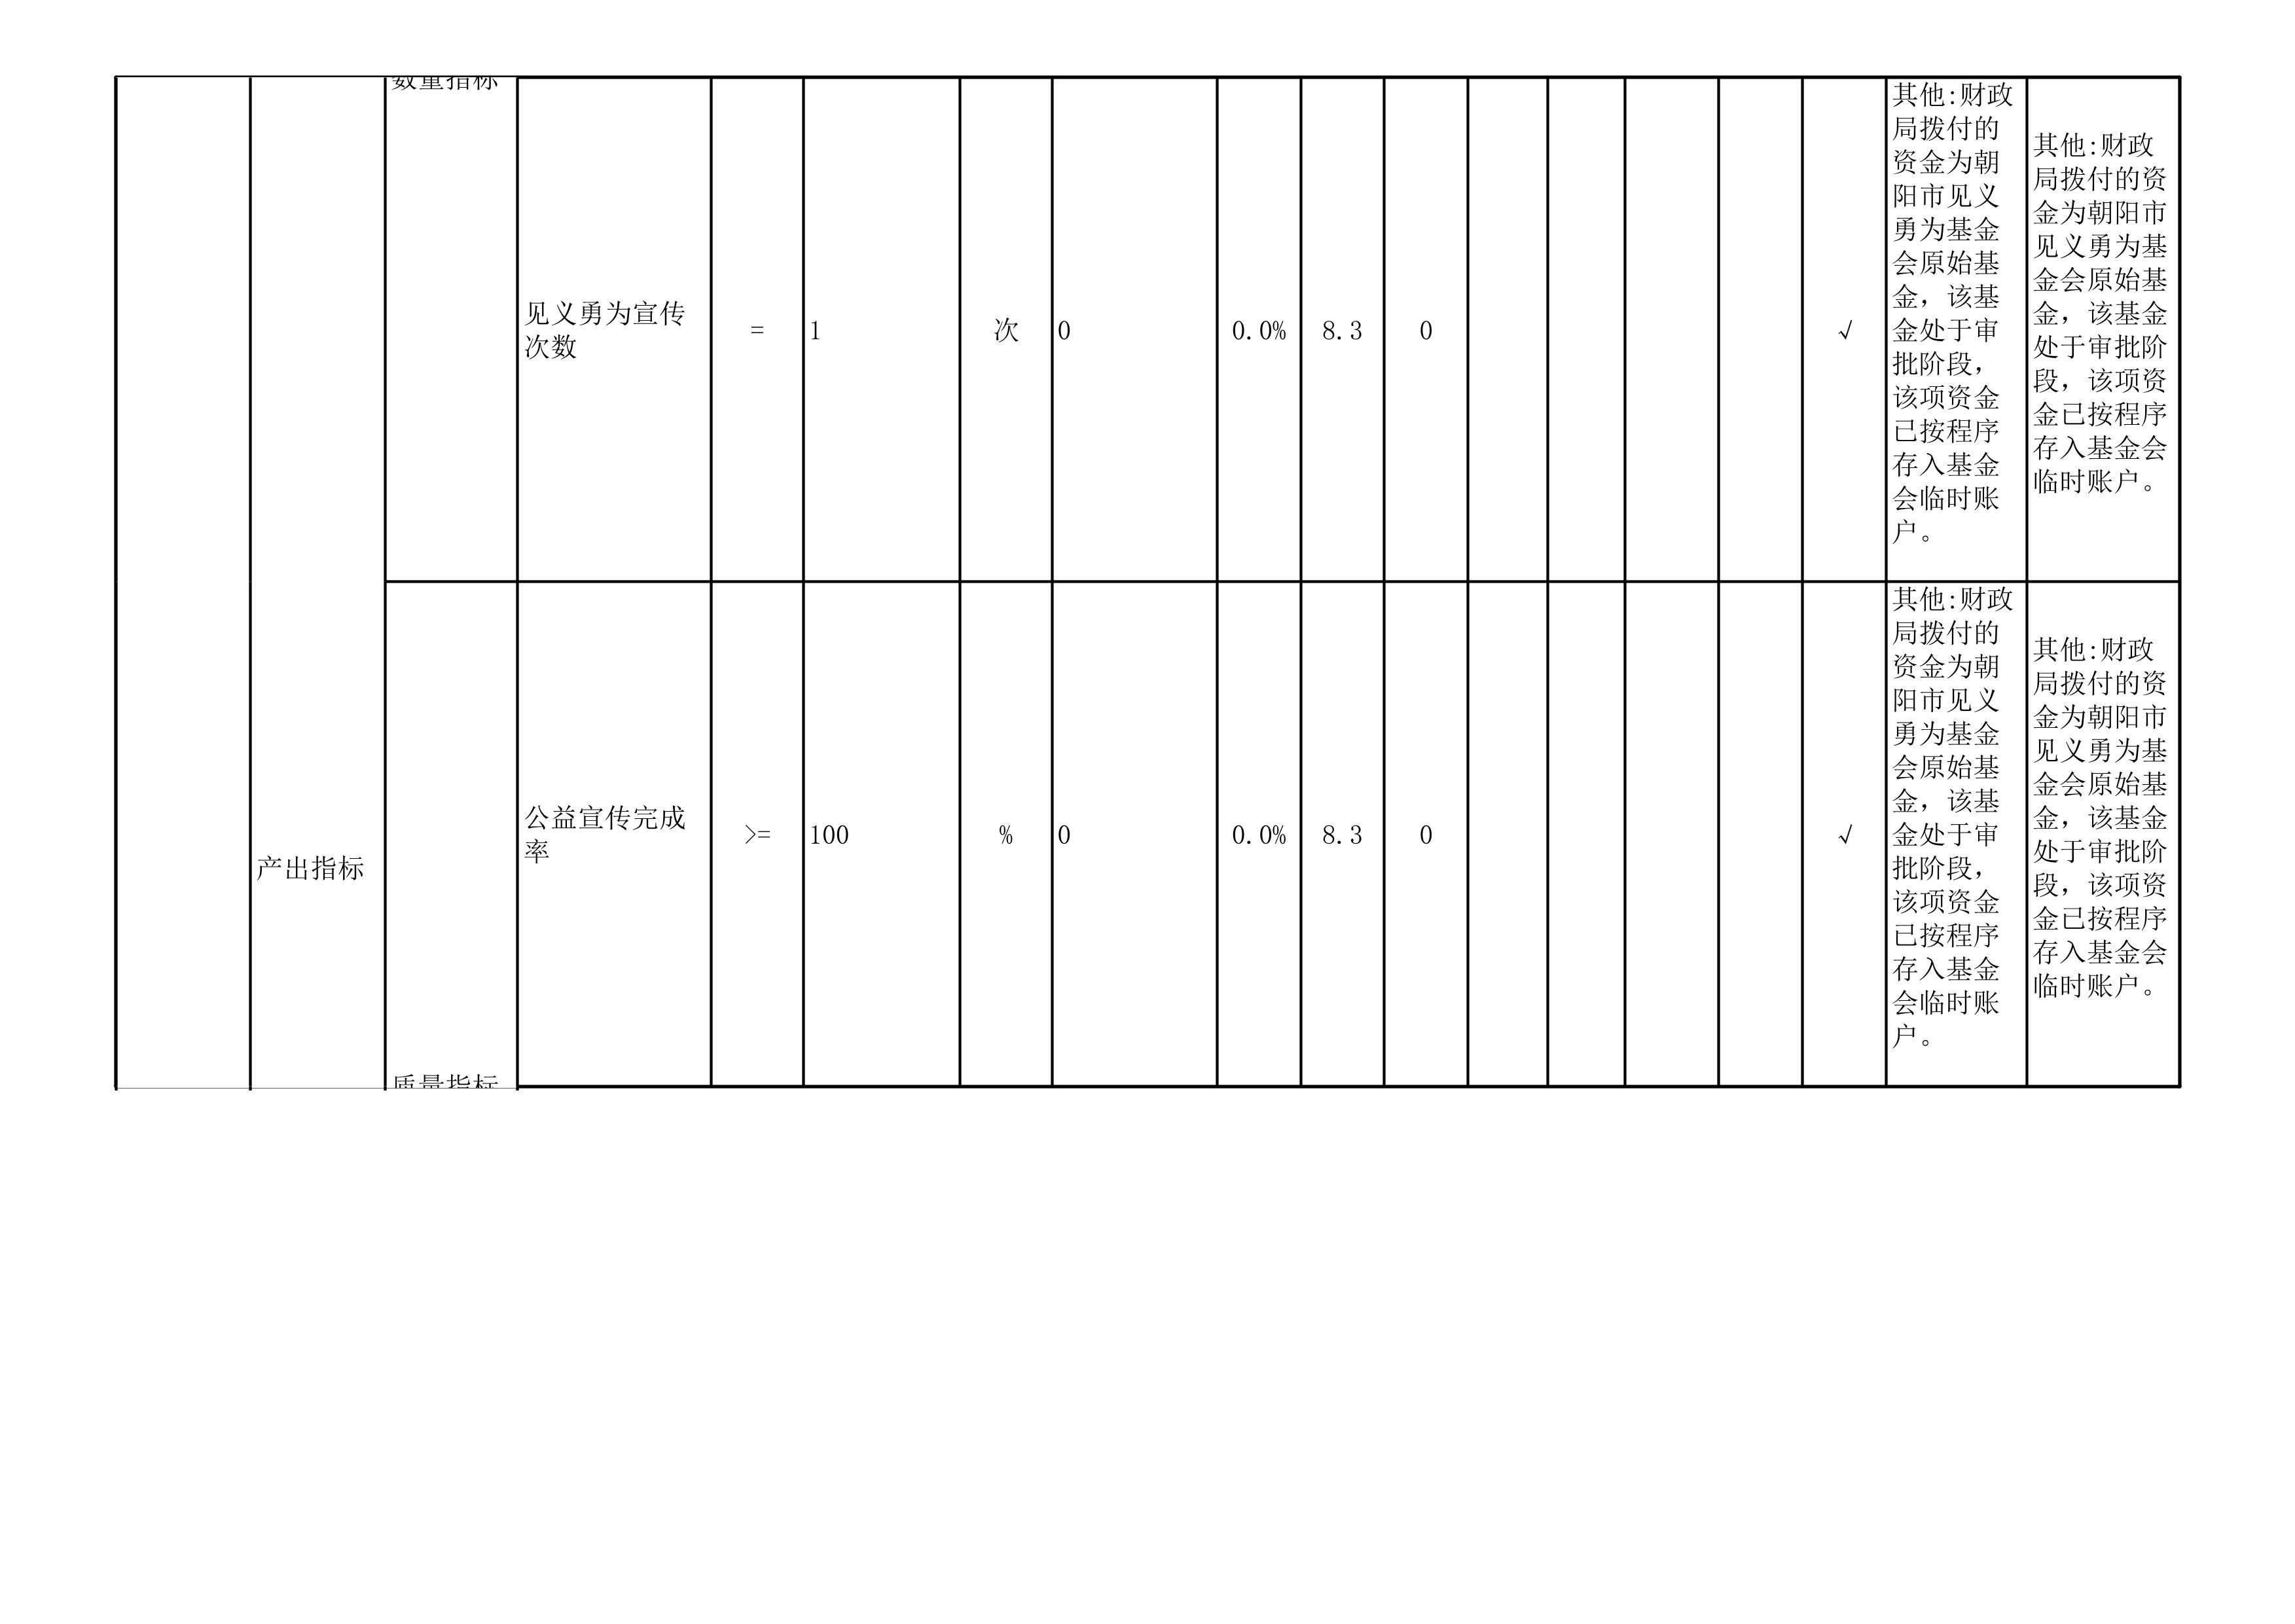 数量指标
见义勇为宣传
次数
=
1
次
0
0.0%
8.3
0
√
其他:财政
局拨付的
资金为朝
阳市见义
勇为基金
会原始基
金，该基
金处于审
批阶段，
该项资金
已按程序
存入基金
会临时账
户。
其他:财政
局拨付的资
金为朝阳市
见义勇为基
金会原始基
金，该基金
处于审批阶
段，该项资
金已按程序
存入基金会
临时账户。
产出指标
质量指标
公益宣传完成
率
>=
100
%
0
0.0%
8.3
0
√
其他:财政
局拨付的
资金为朝
阳市见义
勇为基金
会原始基
金，该基
金处于审
批阶段，
该项资金
已按程序
存入基金
会临时账
户。
其他:财政
局拨付的资
金为朝阳市
见义勇为基
金会原始基
金，该基金
处于审批阶
段，该项资
金已按程序
存入基金会
临时账户。